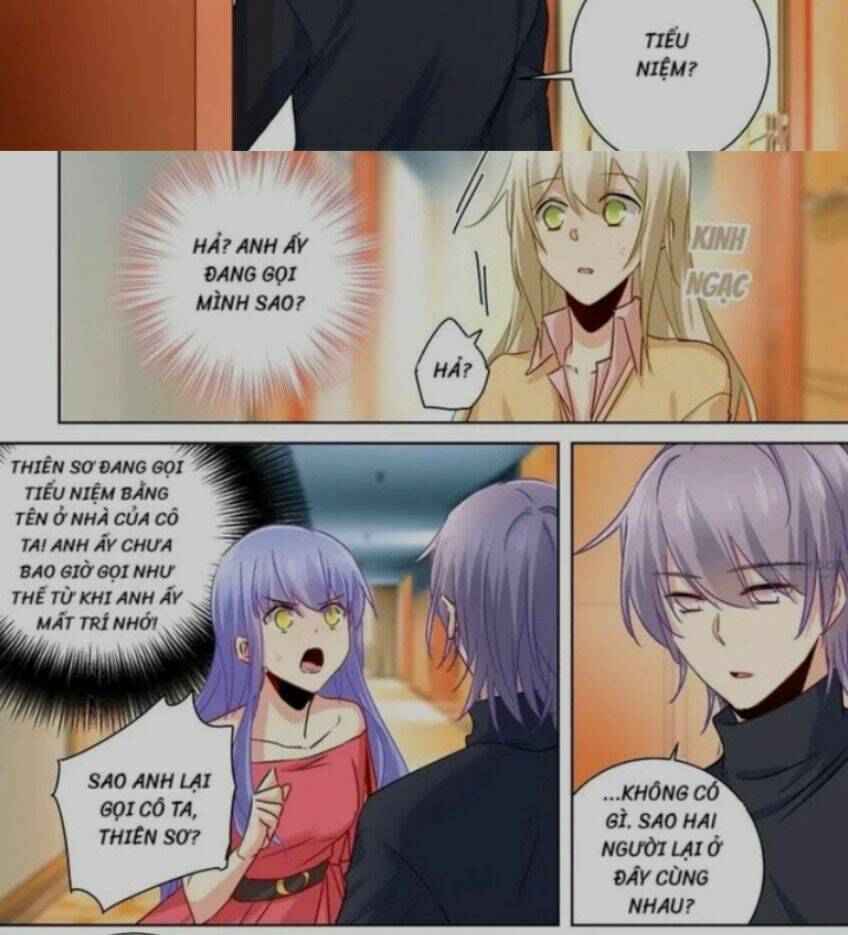 TIỂU
NIỆM?
HẢ? ANH ẤY
ĐANG GỌI
MÌNH SAO?
KINH
NGẠC
HẢ?
THIÊN SƠ ĐANG GỌI
TIỂU NIỆM BẰNG
TÊN Ở NHÀ CỦA CÔ
TA! ANH ẤY CHƯA
BAO GIỜ GỌI NHƯ
THẾ TỪ KHI ANH ẤY
MẤT TRÍ NHỚ!
SAO ANH LẠI
GỌI CÔ TA,
THIÊN SƠ?
...KHÔNG CÓ
GÌ. SAO HAI
NGƯỜI LẠI Ở
ĐÂY CÙNG
NHAU?